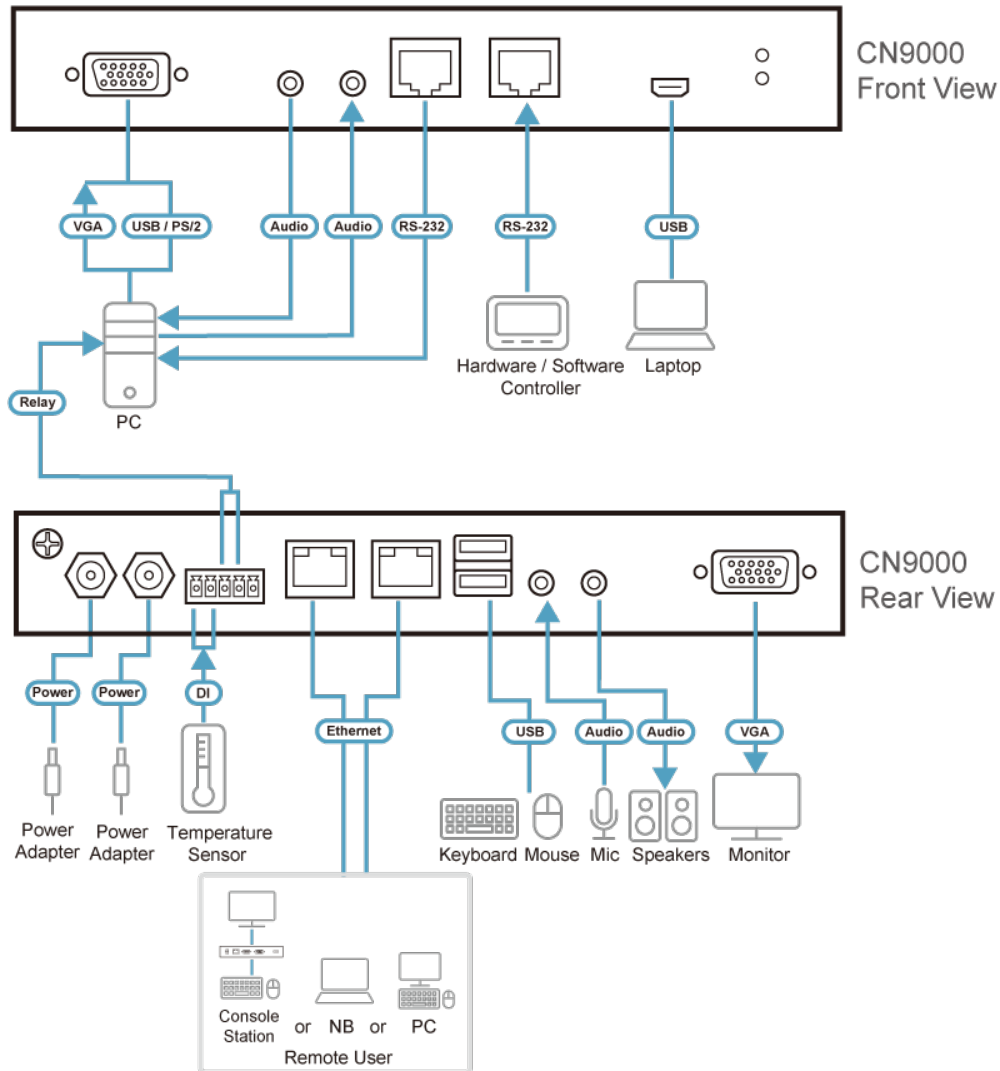 CN9000
Front View
VGA
USB / PS/2
Audio
Audio
RS-232
RS-232
USB
Hardware / Software
Controller
Laptop
PC
Relay
CN9000
Rear View
Power
Power
DI
Ethernet
USB
Audio
Audio
VGA
Power
Adapter
Power
Adapter
Temperature
Sensor
Keyboard
Mouse
Mic
Speakers
Monitor
Console
Station
or
NB
or
PC
Remote User